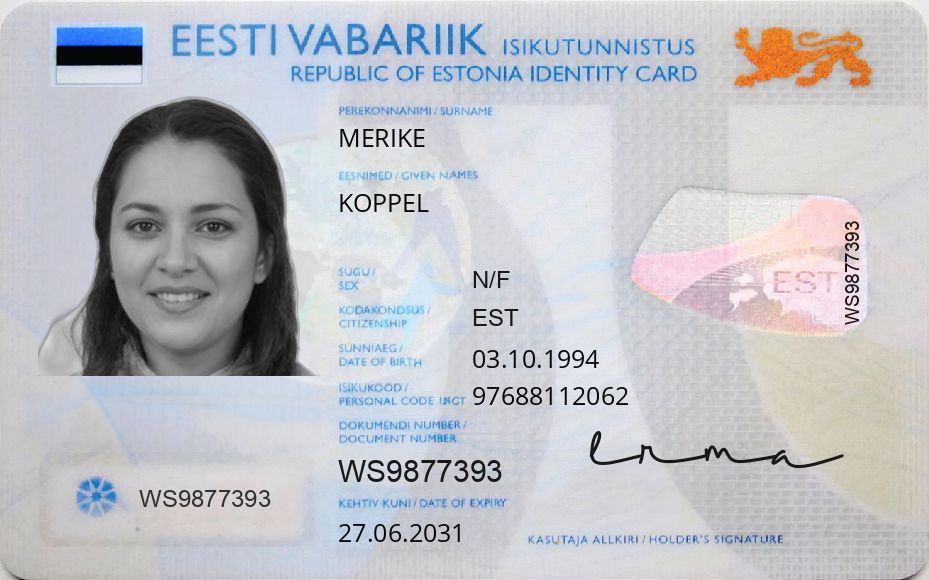 EESTI VABARIIK ISIKUTUNNISTUS
REPUBLIC OF ESTONIA IDENTITY CARD
PEREKONNANIMI / SURNAME
MERIKE
EESNIMED / GIVEN NAMES
KOPPEL
SUGU /
SEX
N/F
KODAKONDSUS /
CITIZENSHIP
EST
SÜNNIAEG /
DATE OF BIRTH
03.10.1994
ISIKUKOOD /
PERSONAL CODE
97688112062
DOKUMENDI NUMBER /
DOCUMENT NUMBER
WS9877393
KEHTIV KUNI / DATE OF EXPIRY
27.06.2031
WS9877393
EST
WS9877393
KASUTAJA ALLKIRI / HOLDER'S SIGNATURE